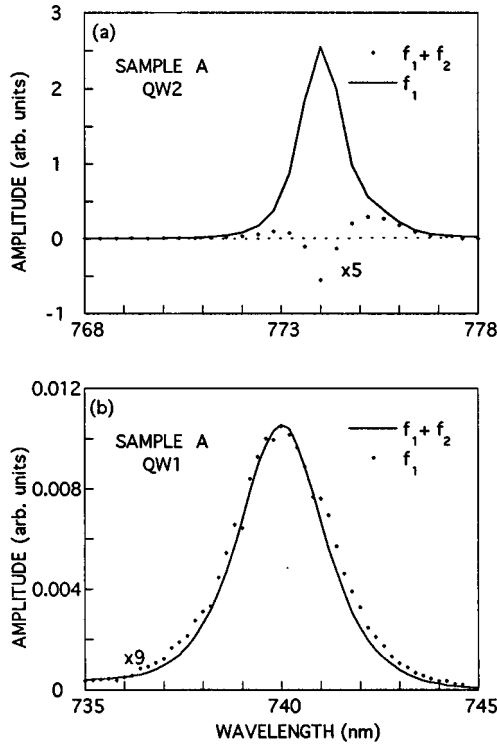 (a)
SAMPLE A
QW2
f1 + f2
f1
x5
3
2
1
0
-1
768
773
778
AMPLITUDE (arb. units)
(b)
SAMPLE A
QW1
f1 + f2
f1
x9
0.012
0.008
0.004
0
735
740
745
AMPLITUDE (arb. units)
WAVELENGTH (nm)